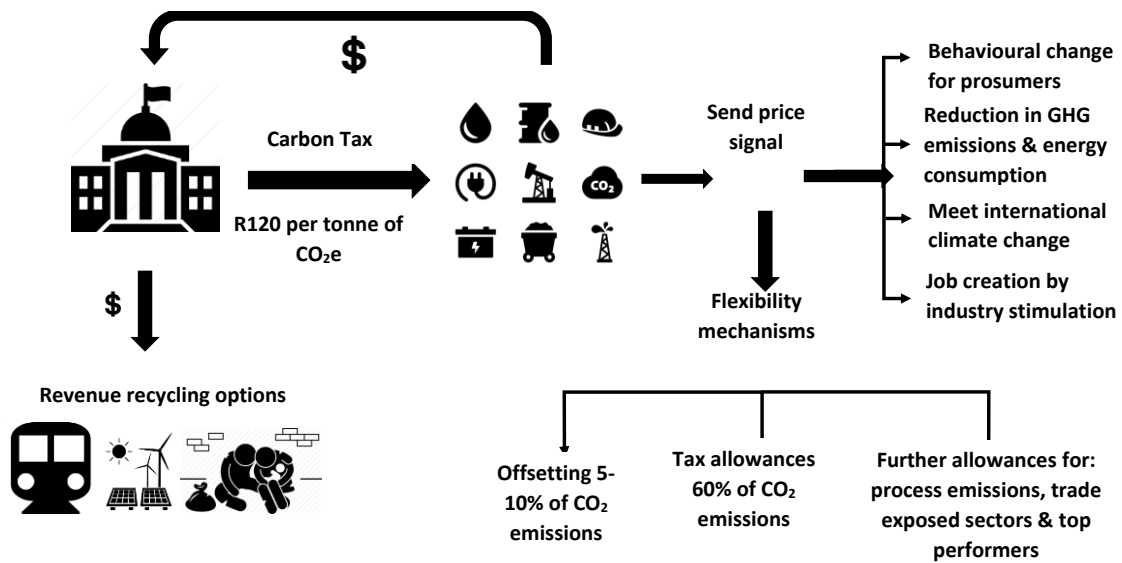 $
Carbon Tax
R120 per tonne of
CO₂e
CO₂
Send price
signal
Behavioural change
for prosumers
Reduction in GHG
emissions & energy
consumption
Meet international
climate change
Job creation by
industry stimulation
$
Flexibility
mechanisms
Revenue recycling options
Offsetting 5-
10% of CO₂
emissions
Tax allowances
60% of CO₂
emissions
Further allowances for:
process emissions, trade
exposed sectors & top
performers